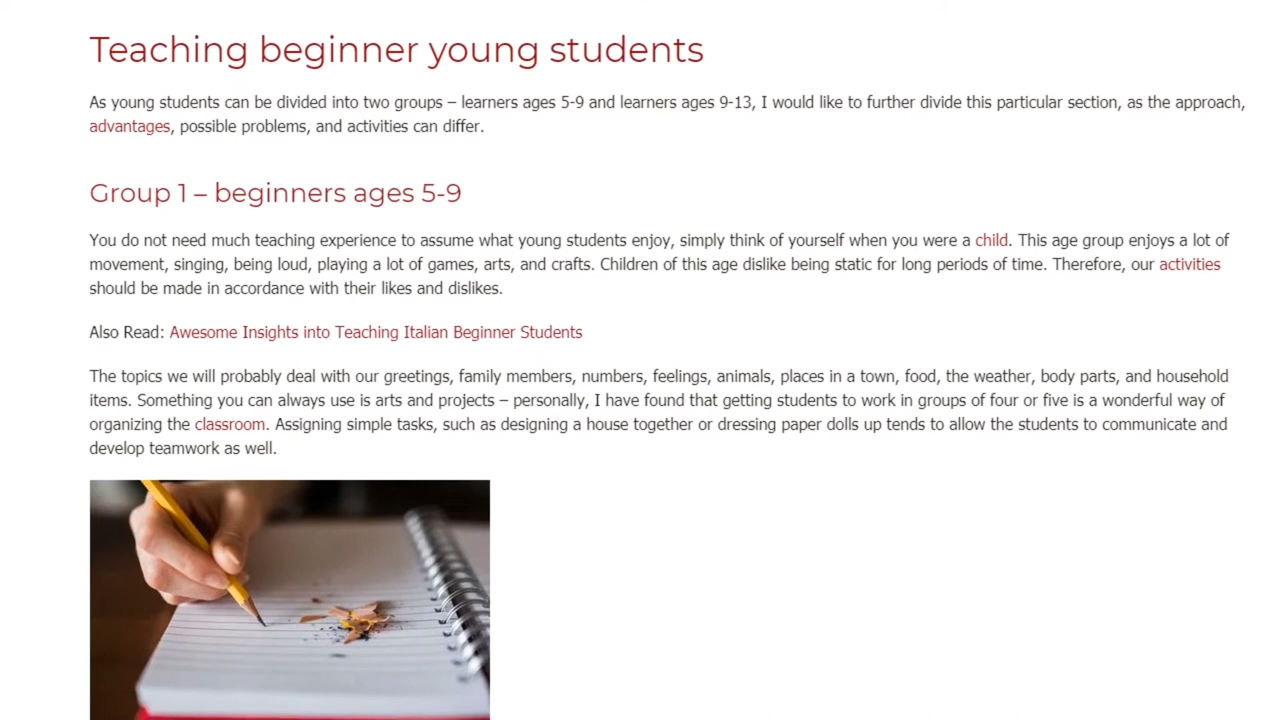 Teaching beginner young students
As young students can be divided into two groups – learners ages 5-9 and learners ages 9-13, I would like to further divide this particular section, as the approach,
advantages, possible problems, and activities can differ.
Group 1 – beginners ages 5-9
You do not need much teaching experience to assume what young students enjoy, simply think of yourself when you were a child. This age group enjoys a lot of
movement, singing, being loud, playing a lot of games, arts, and crafts. Children of this age dislike being static for long periods of time. Therefore, our activities
should be made in accordance with their likes and dislikes.
Also Read: Awesome Insights into Teaching Italian Beginner Students
The topics we will probably deal with our greetings, family members, numbers, feelings, animals, places in a town, food, the weather, body parts, and household
items. Something you can always use is arts and projects – personally, I have found that getting students to work in groups of four or five is a wonderful way of
organizing the classroom. Assigning simple tasks, such as designing a house together or dressing paper dolls up tends to allow the students to communicate and
develop teamwork as well.